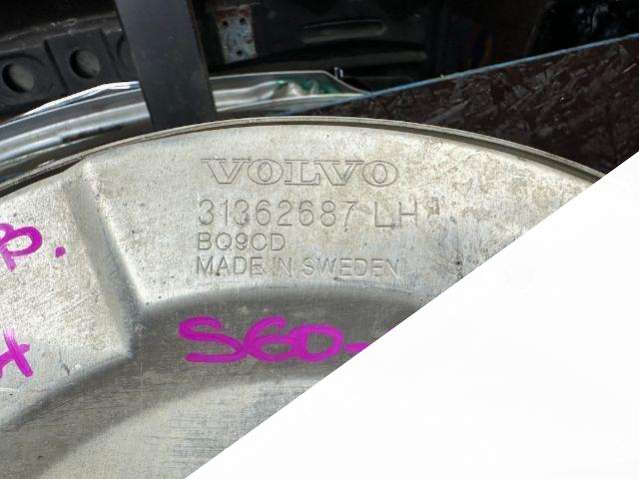 VOLVO
31362687 LH
BQ9CD
MADE IN SWEDEN
B.
S60-